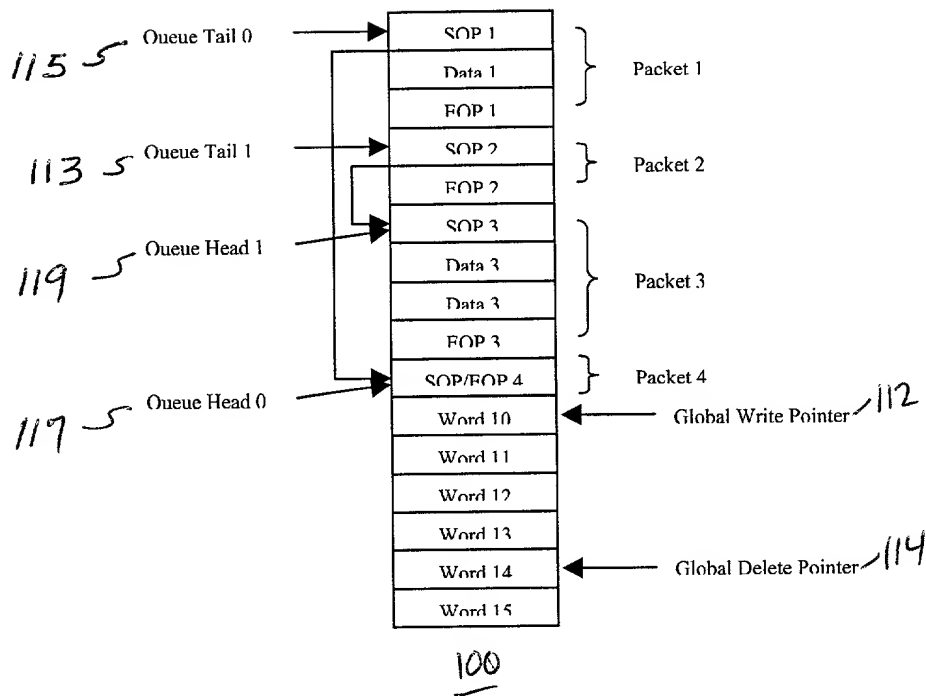 115 Queue Tail 0
SOP 1
Data 1
EOP 1
Packet 1
113 Queue Tail 1
SOP 2
EOP 2
Packet 2
119 Queue Head 1
SOP 3
Data 3
Data 3
EOP 3
Packet 3
117 Queue Head 0
SOP/EOP 4
Packet 4
Word 10
Global Write Pointer 112
Word 11
Word 12
Word 13
Word 14
Global Delete Pointer 114
Word 15
100